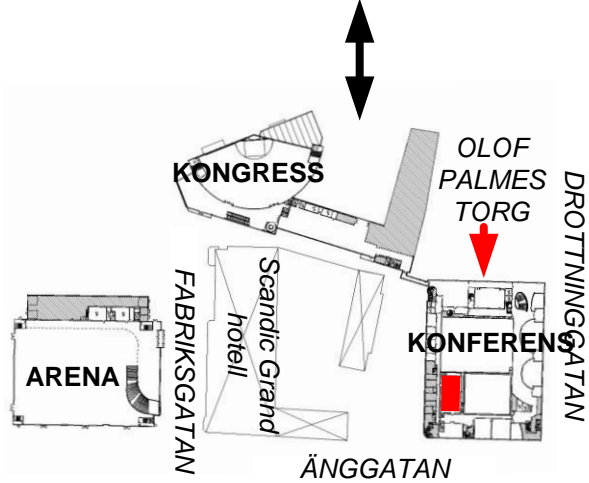 KONGRESS
OLOF
PALMES
TORG
DROTTNINGGATAN
FABRIKSGATAN
Scandic Grand
hotell
KONFERENS
ARENA
ÄNGGATAN